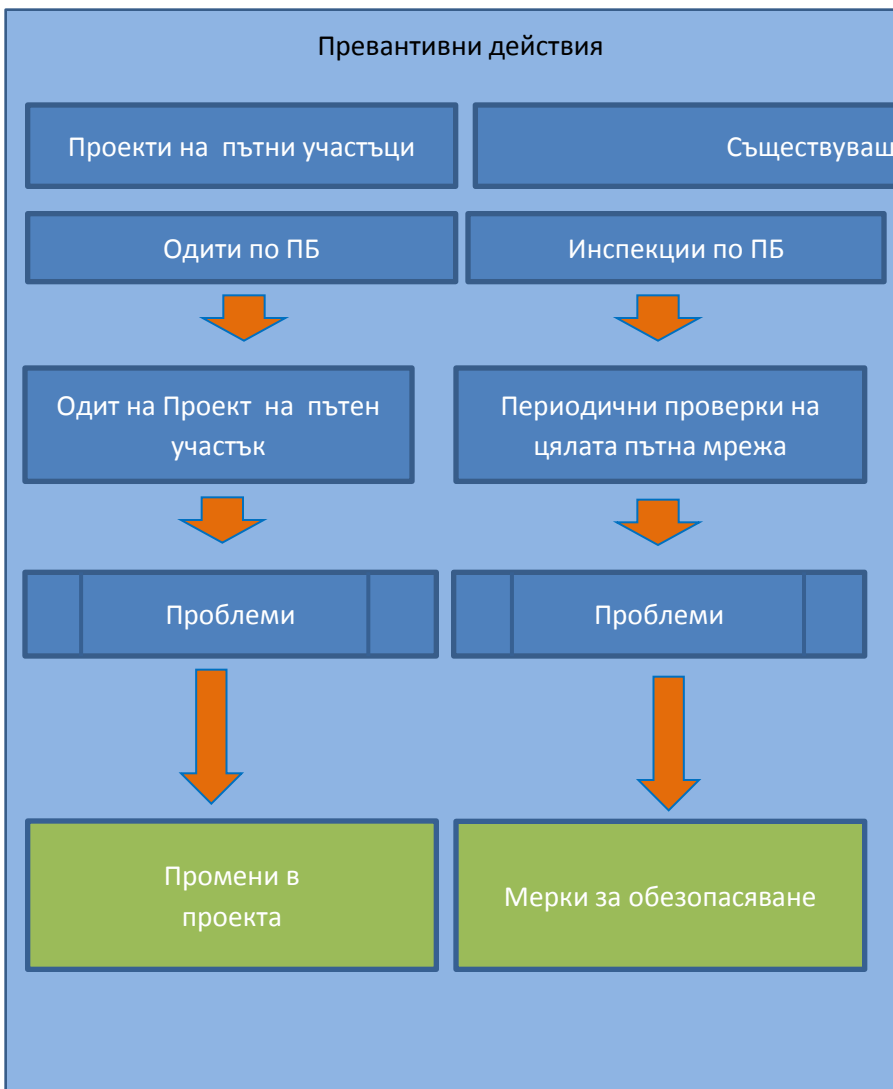 Превантивни действия
Проекти на пътни участъци
Съществуващ
Одити по ПБ
Инспекции по ПБ
Одит на Проект на пътен
участък
Периодични проверки на
цялата пътна мрежа
Проблеми
Проблеми
Промени в
проекта
Мерки за обезопасяване